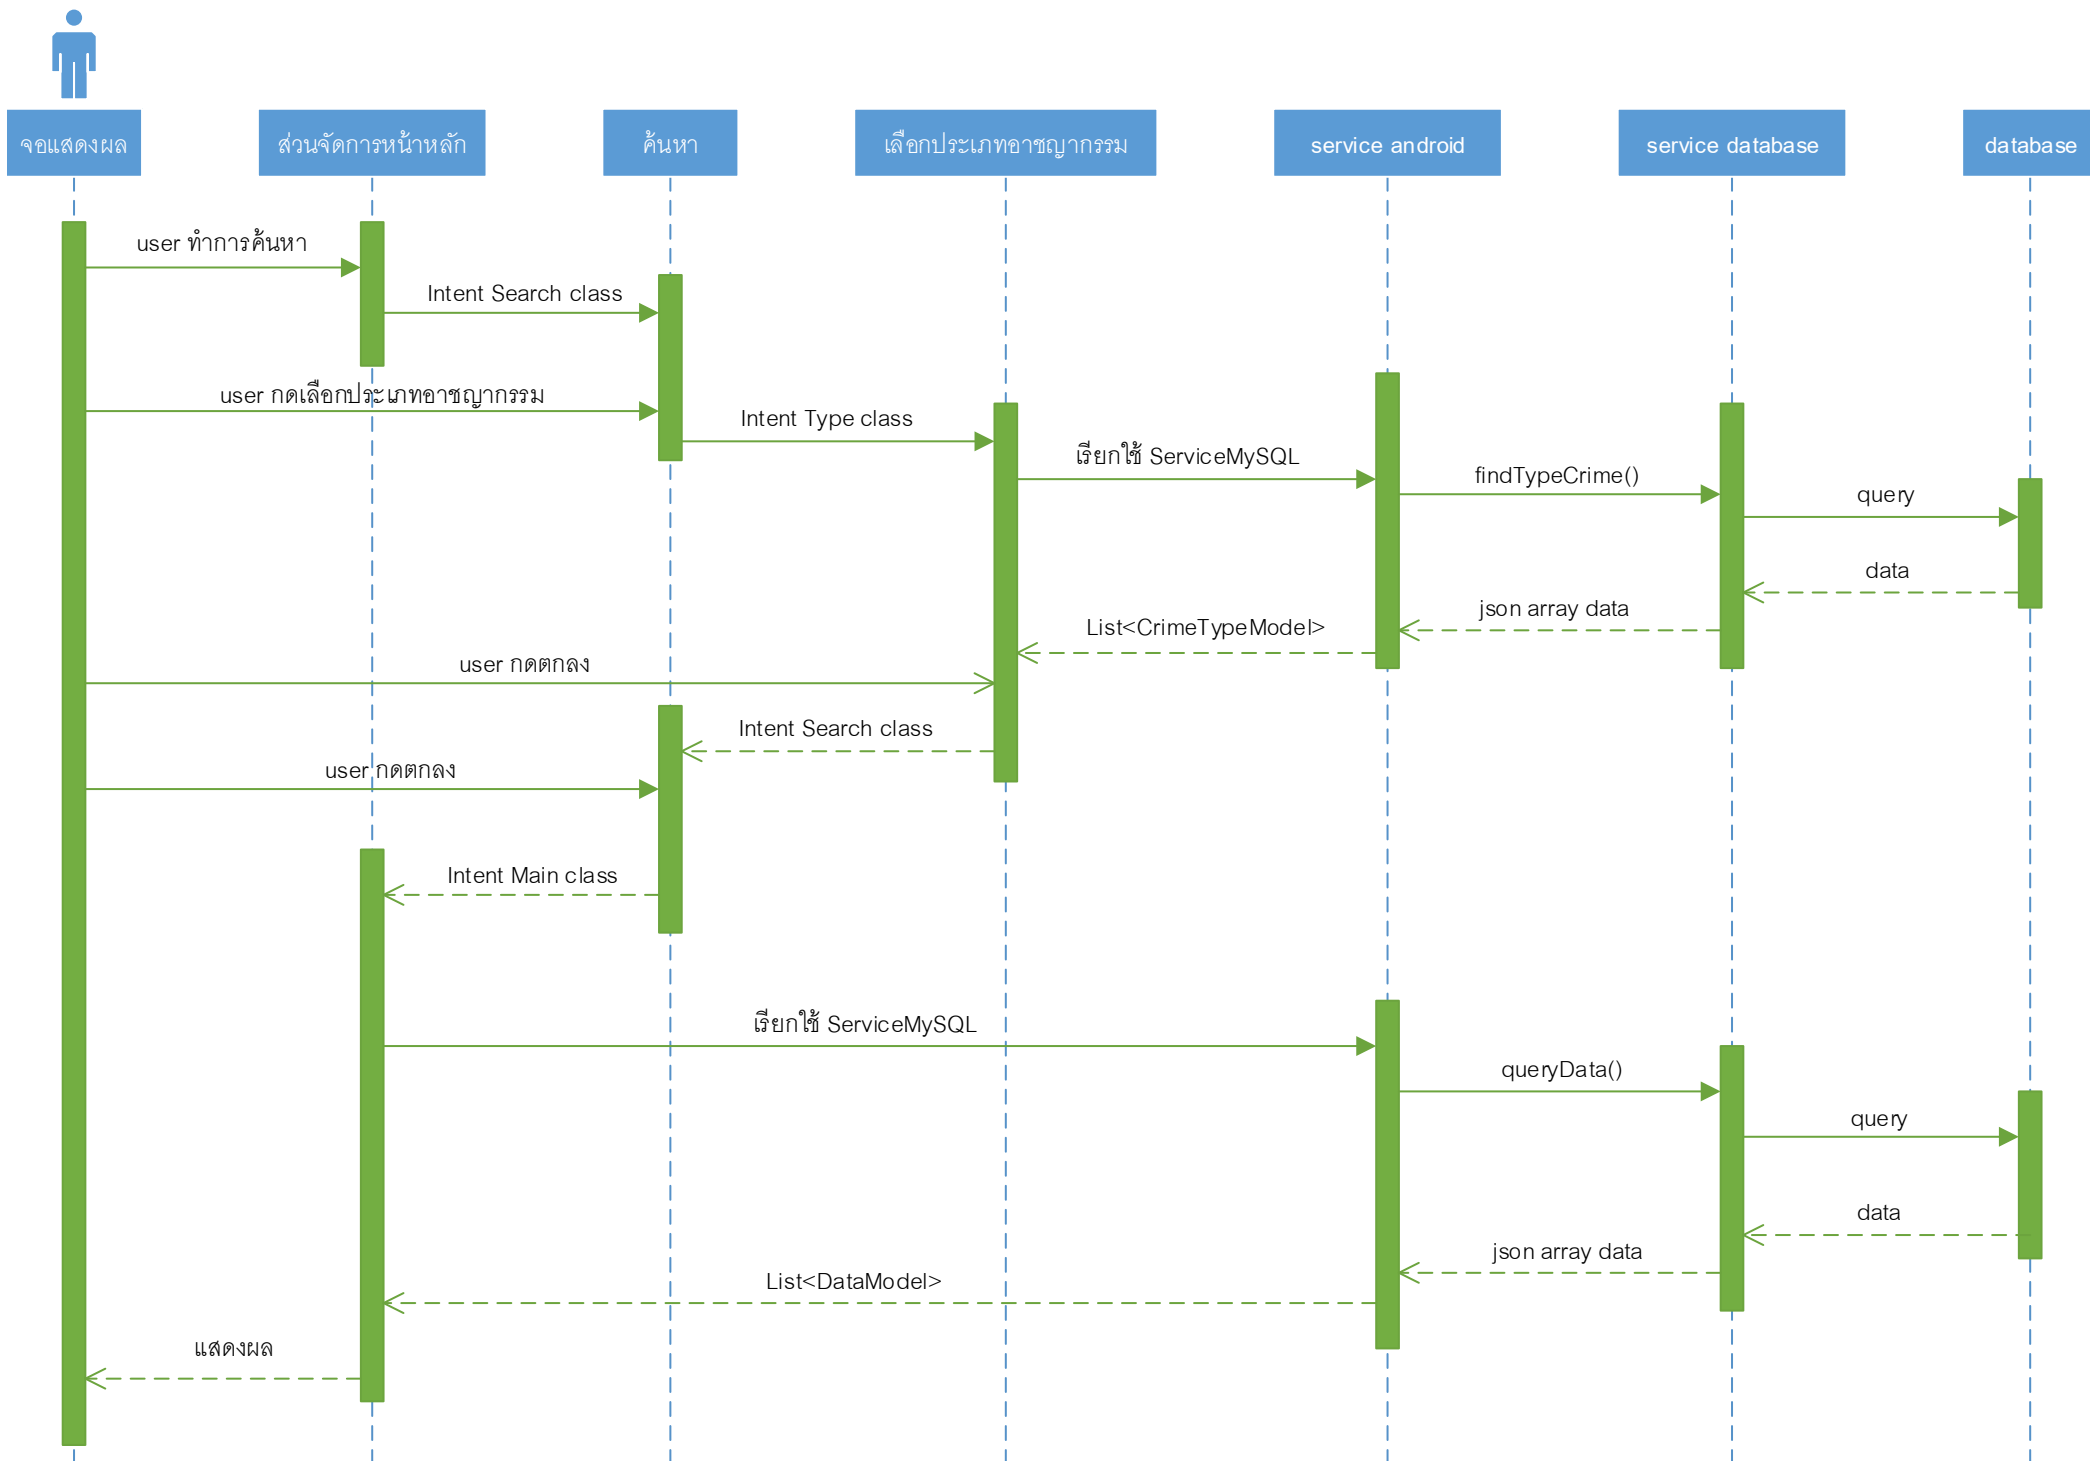 จอแสดงผล
ส่วนจัดการหน้าหลัก
ค้นหา
เลือกประเภทอาชญากรรม
service android
service database
database
user ทำการค้นหา
Intent Search class
user กดเลือกประเภทอาชญากรรม
Intent Type class
เรียกใช้ ServiceMySQL
findTypeCrime()
query
data
json array data
List<CrimeTypeModel>
user กดตกลง
Intent Search class
user กดตกลง
Intent Main class
เรียกใช้ ServiceMySQL
queryData()
query
data
json array data
List<DataModel>
แสดงผล